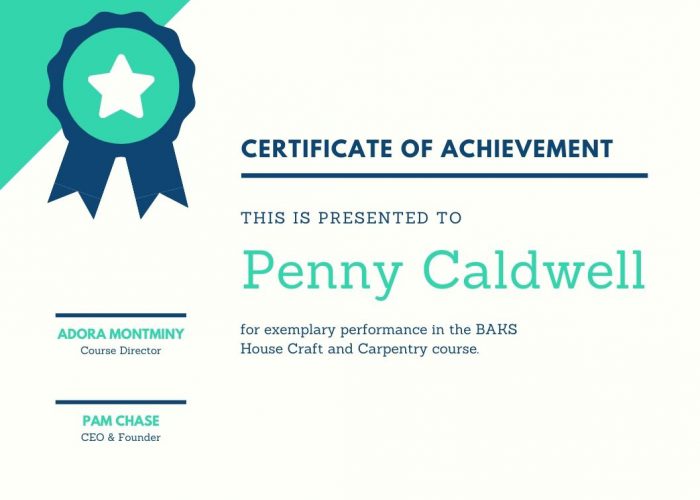 CERTIFICATE OF ACHIEVEMENT
THIS IS PRESENTED TO
Penny Caldwell
for exemplary performance in the BAKS
House Craft and Carpentry course.
ADORA MONTMINY
Course Director
PAM CHASE
CEO & Founder